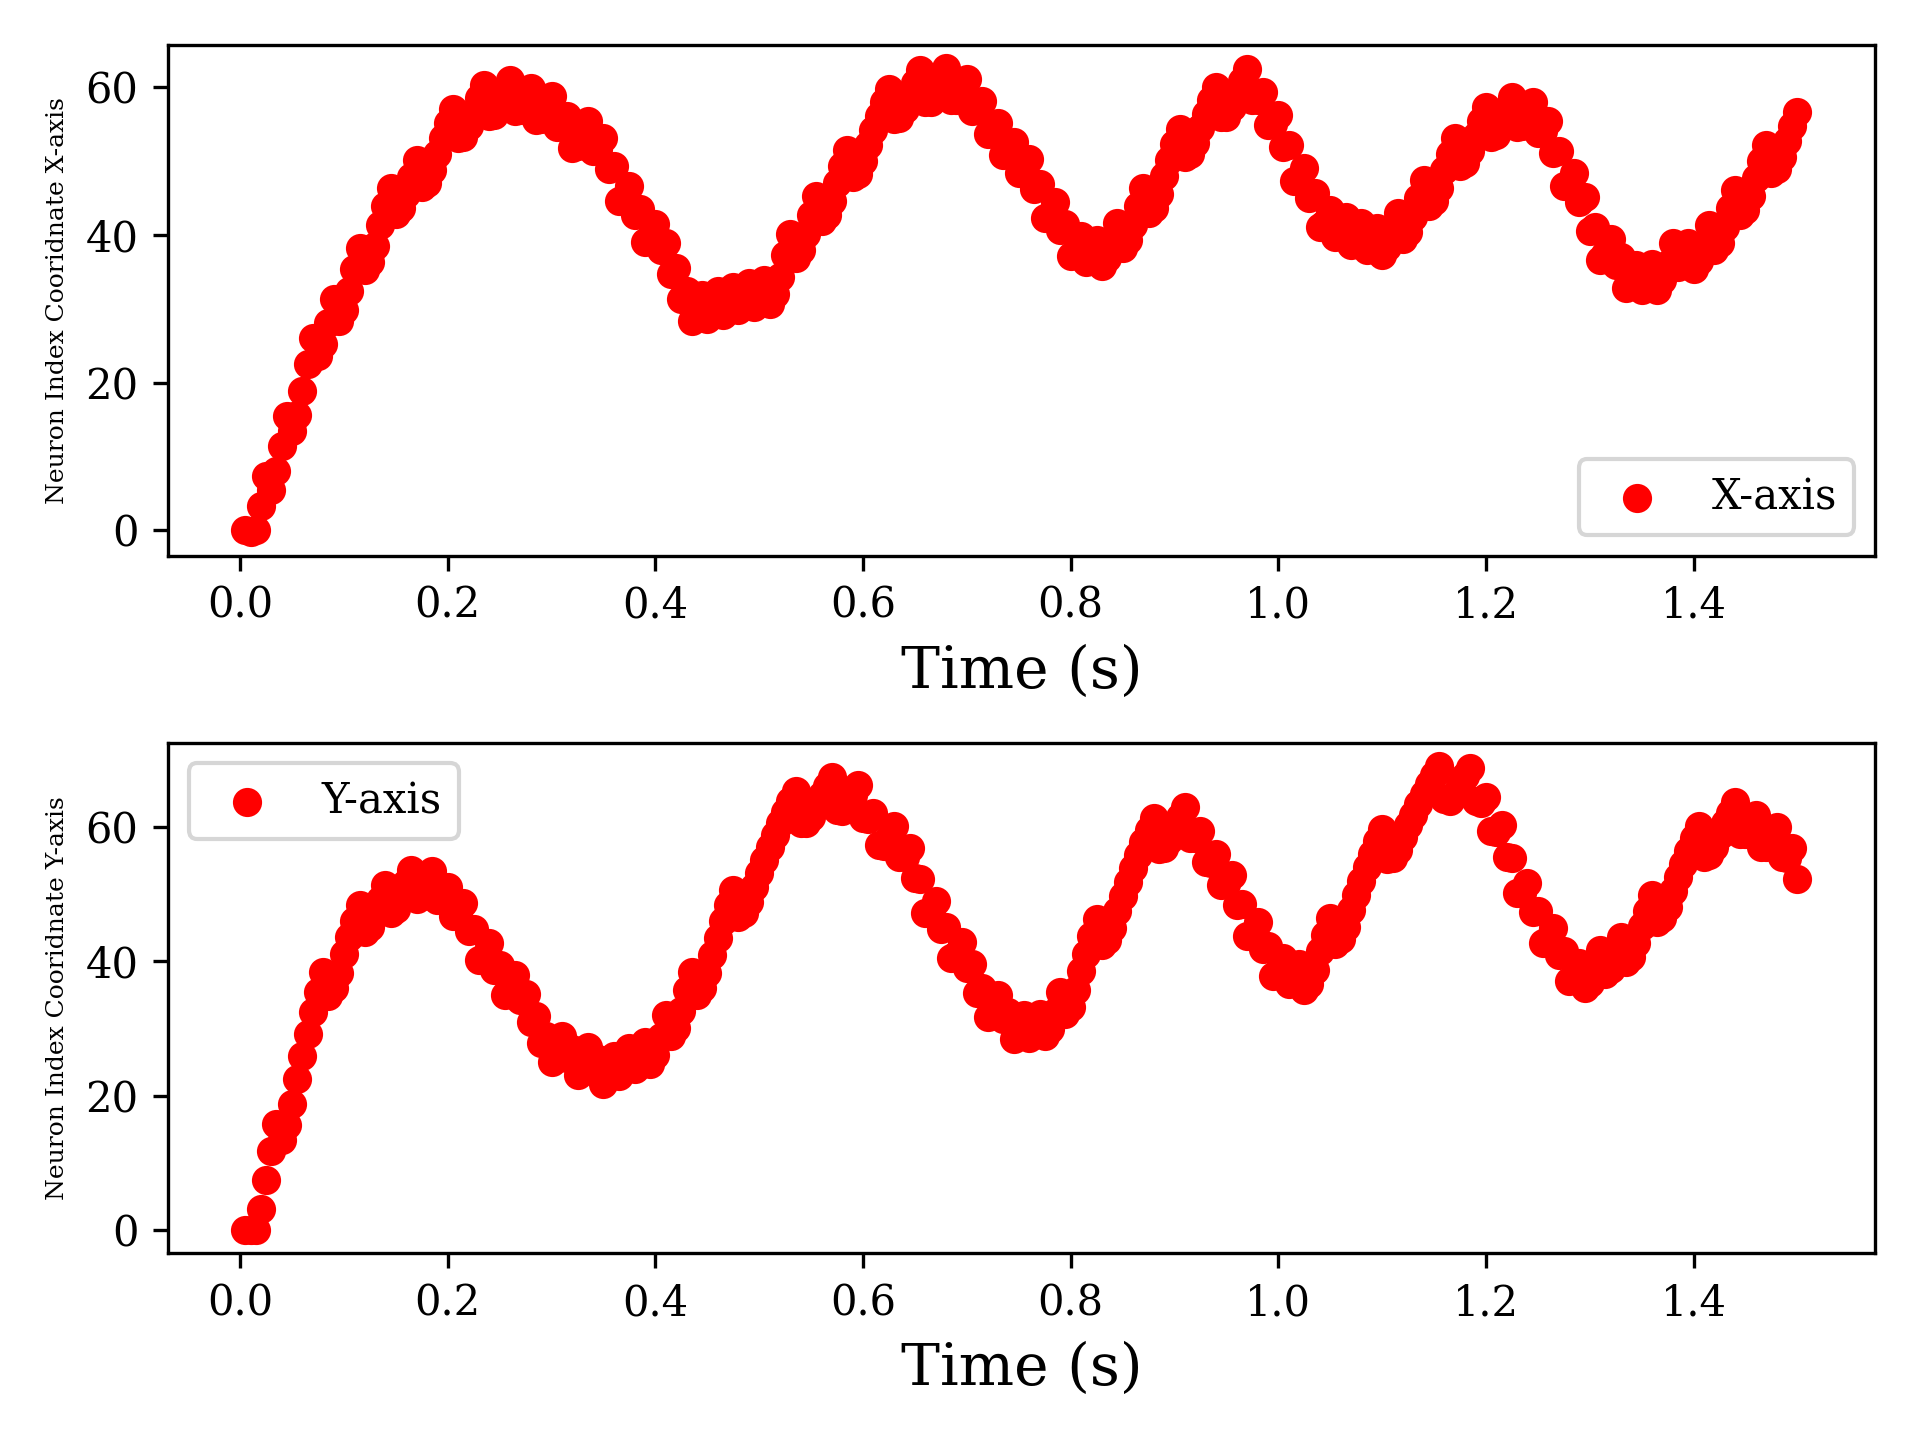 Neuron Index Cooridnate X-axis
60
40
20
0
X-axis
0.0 0.2 0.4 0.6 0.8 1.0 1.2 1.4
Time (s)
Neuron Index Cooridnate Y-axis
Y-axis
60
40
20
0
0.0 0.2 0.4 0.6 0.8 1.0 1.2 1.4
Time (s)